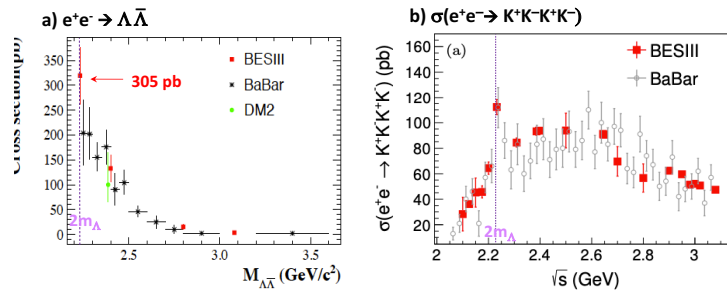 a) e⁺e⁻ → ΛΛ̄
Cross section(pb)
350
300
250
200
150
100
50
0
BESIII
BaBar
DM2
305 pb
2mΛ
2.5
3.0
3.5
M_ΛΛ̄ (GeV/c²)
b) σ(e⁺e⁻→ K⁺K⁻K⁺K⁻)
σ(e⁺e⁻ → K⁺K⁻K⁺K⁻) (pb)
160
140
120
100
80
60
40
20
0
(a)
BESIII
BaBar
2mΛ
2
2.2
2.4
2.6
2.8
3
√s (GeV)